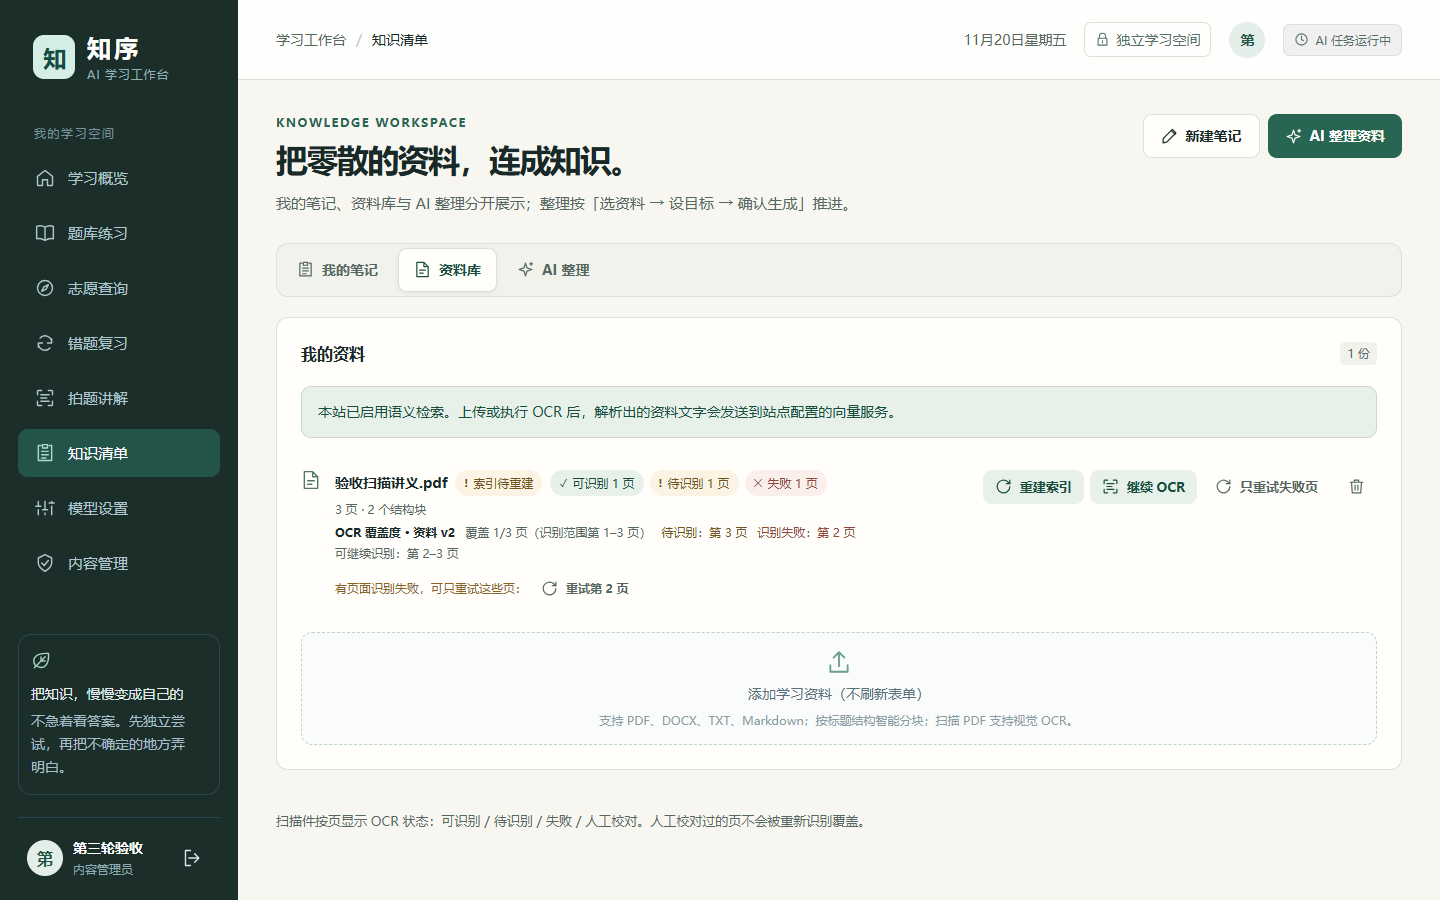 知
知序
AI 学习工作台
我的学习空间
学习概览
题库练习
志愿查询
错题复习
拍题讲解
知识清单
模型设置
内容管理
把知识，慢慢变成自己的
不急着看答案。先独立尝
试，再把不确定的地方弄
明白。
第
第三轮验收
内容管理员
学习工作台 / 知识清单
11月20日星期五
独立学习空间
第
AI 任务运行中
KNOWLEDGE WORKSPACE
把零散的资料，连成知识。
我的笔记、资料库与 AI 整理分开展示；整理按「选资料 → 设目标 → 确认生成」推进。
新建笔记
AI 整理资料
我的笔记
资料库
AI 整理
我的资料
1 份
本站已启用语义检索。上传或执行 OCR 后，解析出的资料文字会发送到站点配置的向量服务。
验收扫描讲义.pdf ! 索引待重建 ✓ 可识别 1 页 ! 待识别 1 页 × 失败 1 页
重建索引
继续 OCR
只重试失败页
3 页 · 2 个结构块
OCR 覆盖度 · 资料 v2 覆盖 1/3 页（识别范围第 1–3 页） 待识别：第 3 页 识别失败：第 2 页
可继续识别：第 2–3 页
有页面识别失败，可只重试这些页： 重试第 2 页
添加学习资料（不刷新表单）
支持 PDF、DOCX、TXT、Markdown；按标题结构智能分块；扫描 PDF 支持视觉 OCR。
扫描件按页显示 OCR 状态：可识别 / 待识别 / 失败 / 人工校对。人工校对过的页不会被重新识别覆盖。